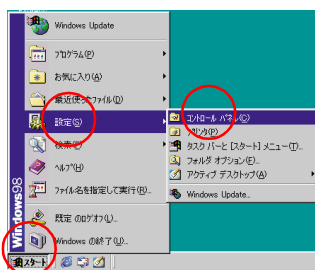 Windows Update
プログラム(P)
お気に入り(A)
最近使ったファイル(D)
設定(S)
検索(F)
ヘルプ(H)
ファイル名を指定して実行(R)...
既定 のログオフ(L)...
Windows の終了(U)...
Windows98
スタート
コントロール パネル(C)
プリンタ(P)
タスク バーと [スタート] メニュー(T)...
フォルダ オプション(F)...
アクティブ デスクトップ(A)
Windows Update...